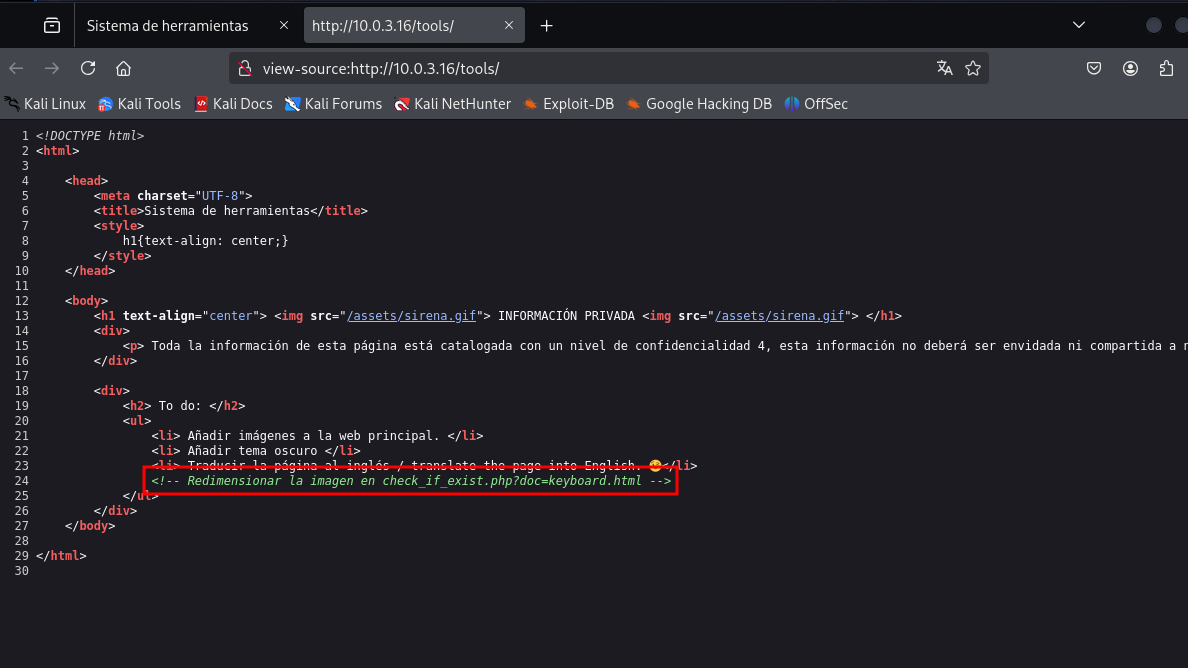 Sistema de herramientas
http://10.0.3.16/tools/
view-source:http://10.0.3.16/tools/
Kali Linux Kali Tools Kali Docs Kali Forums Kali NetHunter Exploit-DB Google Hacking DB OffSec
1 <!DOCTYPE html>
2 <html>
3
4 <head>
5 <meta charset="UTF-8">
6 <title>Sistema de herramientas</title>
7 <style>
8 h1{text-align: center;}
9 </style>
10 </head>
11
12 <body>
13 <h1 text-align="center"> <img src="/assets/sirena.gif"> INFORMACIÓN PRIVADA <img src="/assets/sirena.gif"> </h1>
14 <div>
15 <p> Toda la información de esta página está catalogada con un nivel de confidencialidad 4, esta información no deberá ser envidada ni compartida a
16 </div>
17
18 <div>
19 <h2> To do: </h2>
20 <ul>
21 <li> Añadir imágenes a la web principal. </li>
22 <li> Añadir tema oscuro </li>
23 <li> Traducir la página al inglés / translate the page into English. 😕</li>
24 <!-- Redimensionar la imagen en check_if_exist.php?doc=keyboard.html -->
25 </ul>
26 </div>
27 </body>
28
29 </html>
30